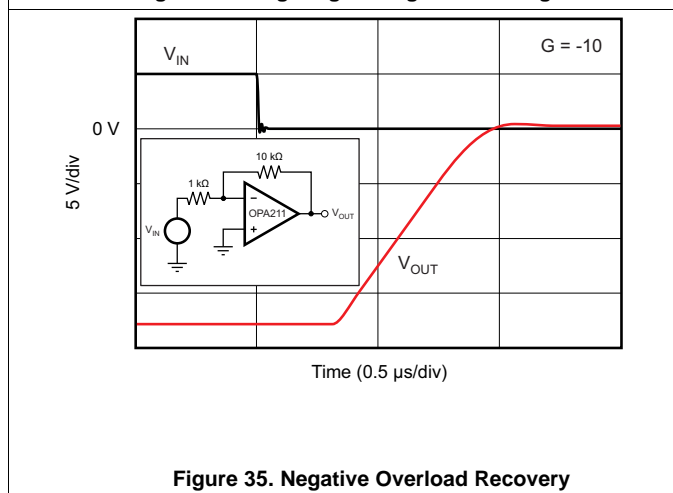 V_IN
G = -10
0 V
5 V/div
10 kΩ
1 kΩ
–
OPA211
+
V_OUT
V_IN
V_OUT
Time (0.5 μs/div)
Figure 35. Negative Overload Recovery